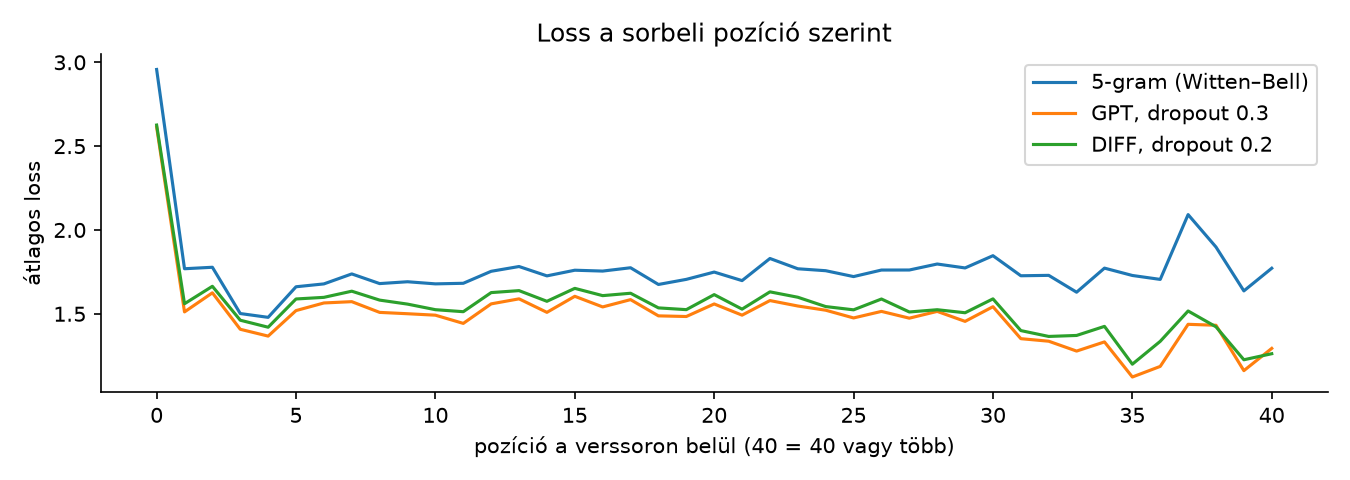 Loss a sorbeli pozíció szerint
átlagos loss
3.0
2.5
2.0
1.5
5-gram (Witten–Bell)
GPT, dropout 0.3
DIFF, dropout 0.2
0 5 10 15 20 25 30 35 40
pozíció a verssoron belül (40 = 40 vagy több)